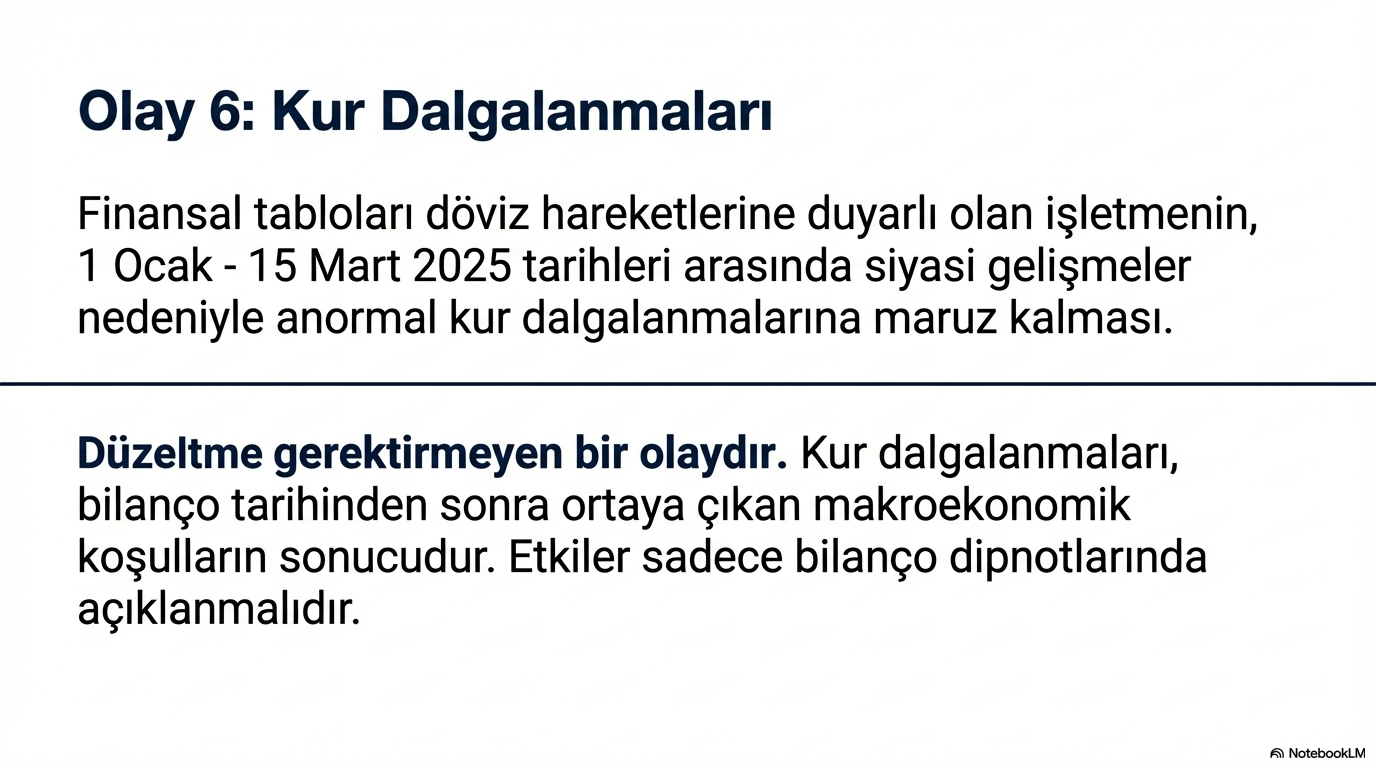 Olay 6: Kur Dalgalanmaları
Finansal tabloları döviz hareketlerine duyarlı olan işletmenin,
1 Ocak - 15 Mart 2025 tarihleri arasında siyasi gelişmeler
nedeniyle anormal kur dalgalanmalarına maruz kalması.
Düzeltme gerektirmeyen bir olaydır. Kur dalgalanmaları,
bilanço tarihinden sonra ortaya çıkan makroekonomik
koşulların sonucudur. Etkiler sadece bilanço dipnotlarında
açıklanmalıdır.
NotebookLM